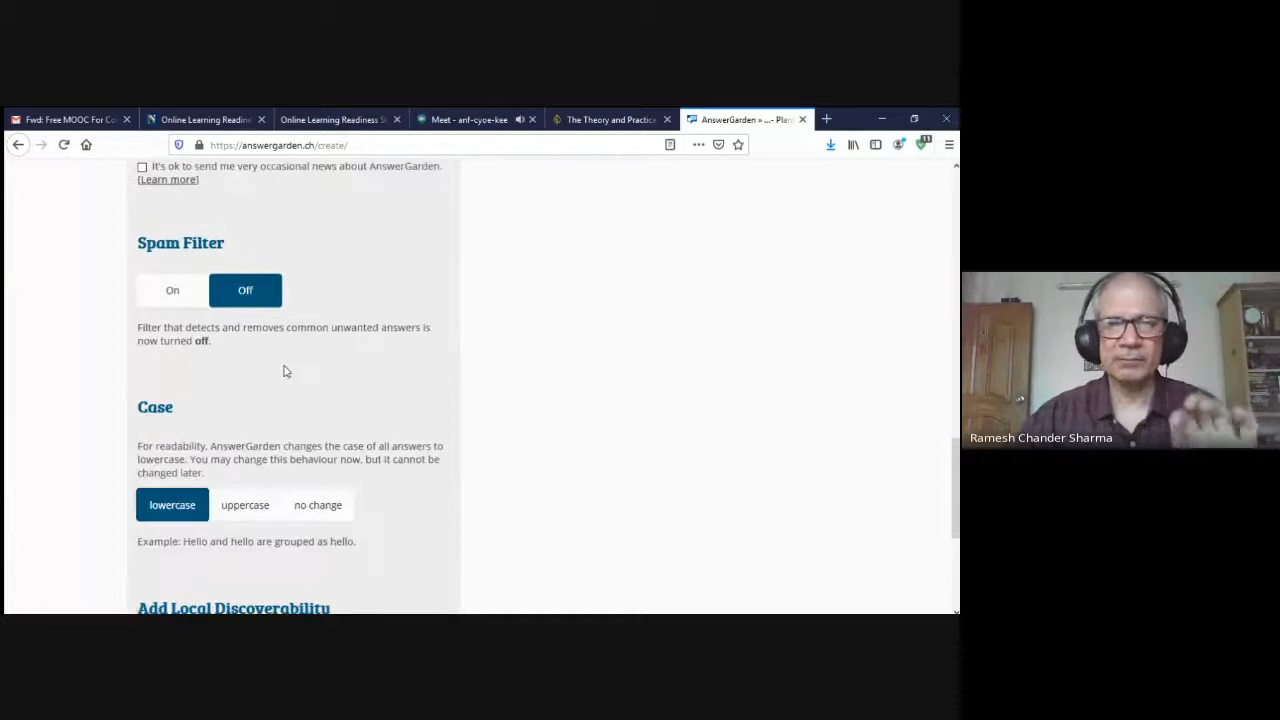 Fwd: Free MOOC For Co
Online Learning Readine
Online Learning Readiness S
Meet - anf-cyoe-kee
The Theory and Practice
AnswerGarden » ...- Plan
https://answergarden.ch/create/
11
It's ok to send me very occasional news about AnswerGarden.
[Learn more]
Spam Filter
On
Off
Filter that detects and removes common unwanted answers is
now turned off.
Case
For readability, AnswerGarden changes the case of all answers to
lowercase. You may change this behaviour now, but it cannot be
changed later.
lowercase
uppercase
no change
Example: Hello and hello are grouped as hello.
Add Local Discoverability
Ramesh Chander Sharma